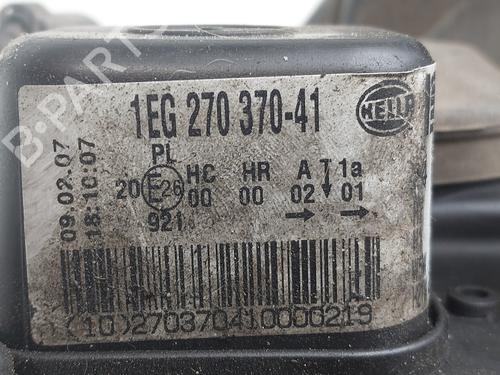 B-PARTS
1EG 270 370-41
HELLA
PL
HC HR A 1a
20 E26 00 00 02 01
921
09.02.07
18:10:07
(10)270370410000219